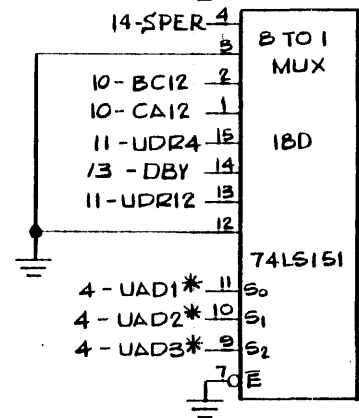 14-SPER 4
3
8 TO 1
MUX
10-BC12 2
10-CA12 1
11-UDR4 15
18D
13-DBY 14
11-UDR12 13
12
74LS151
4-UAD1* 11 S0
4-UAD2* 10 S1
4-UAD3* 9 S2
7 E̅